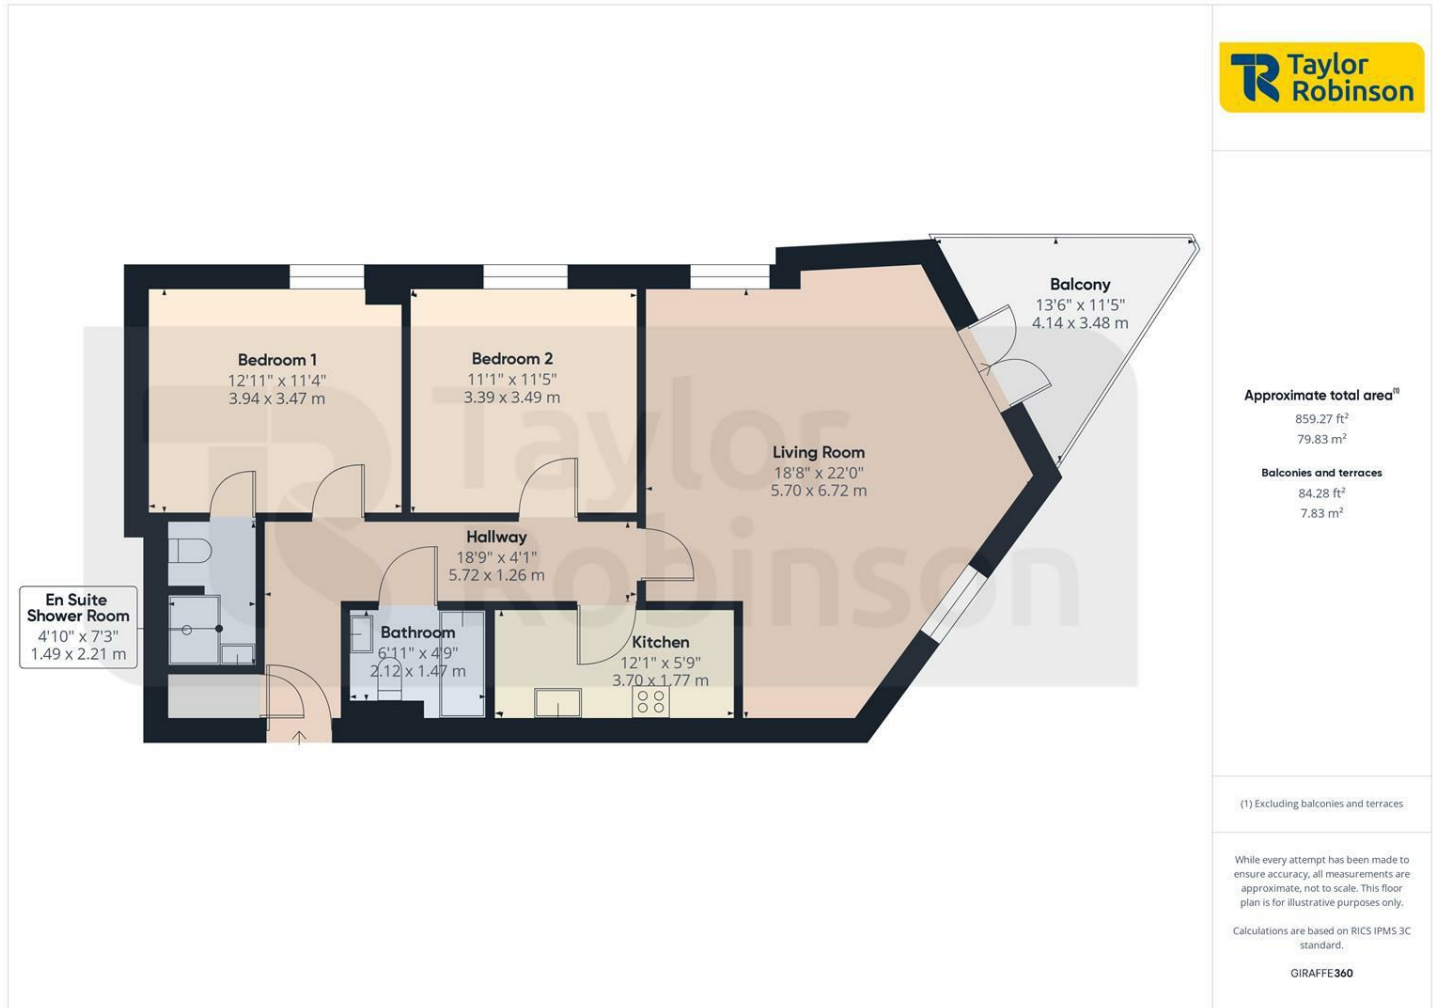 Taylor
Robinson
Balcony
13'6" x 11'5"
4.14 x 3.48 m
Bedroom 1
12'11" x 11'4"
3.94 x 3.47 m
Bedroom 2
11'1" x 11'5"
3.39 x 3.49 m
Living Room
18'8" x 22'0"
5.70 x 6.72 m
Hallway
18'9" x 4'1"
5.72 x 1.26 m
En Suite
Shower Room
4'10" x 7'3"
1.49 x 2.21 m
Bathroom
6'11" x 4'9"
2.12 x 1.47 m
Kitchen
12'1" x 5'9"
3.70 x 1.77 m
Taylor
Robinson
Approximate total area⁽¹⁾
859.27 ft²
79.83 m²
Balconies and terraces
84.28 ft²
7.83 m²
(1) Excluding balconies and terraces
While every attempt has been made to
ensure accuracy, all measurements are
approximate, not to scale. This floor
plan is for illustrative purposes only.
Calculations are based on RICS IPMS 3C
standard.
GIRAFFE360